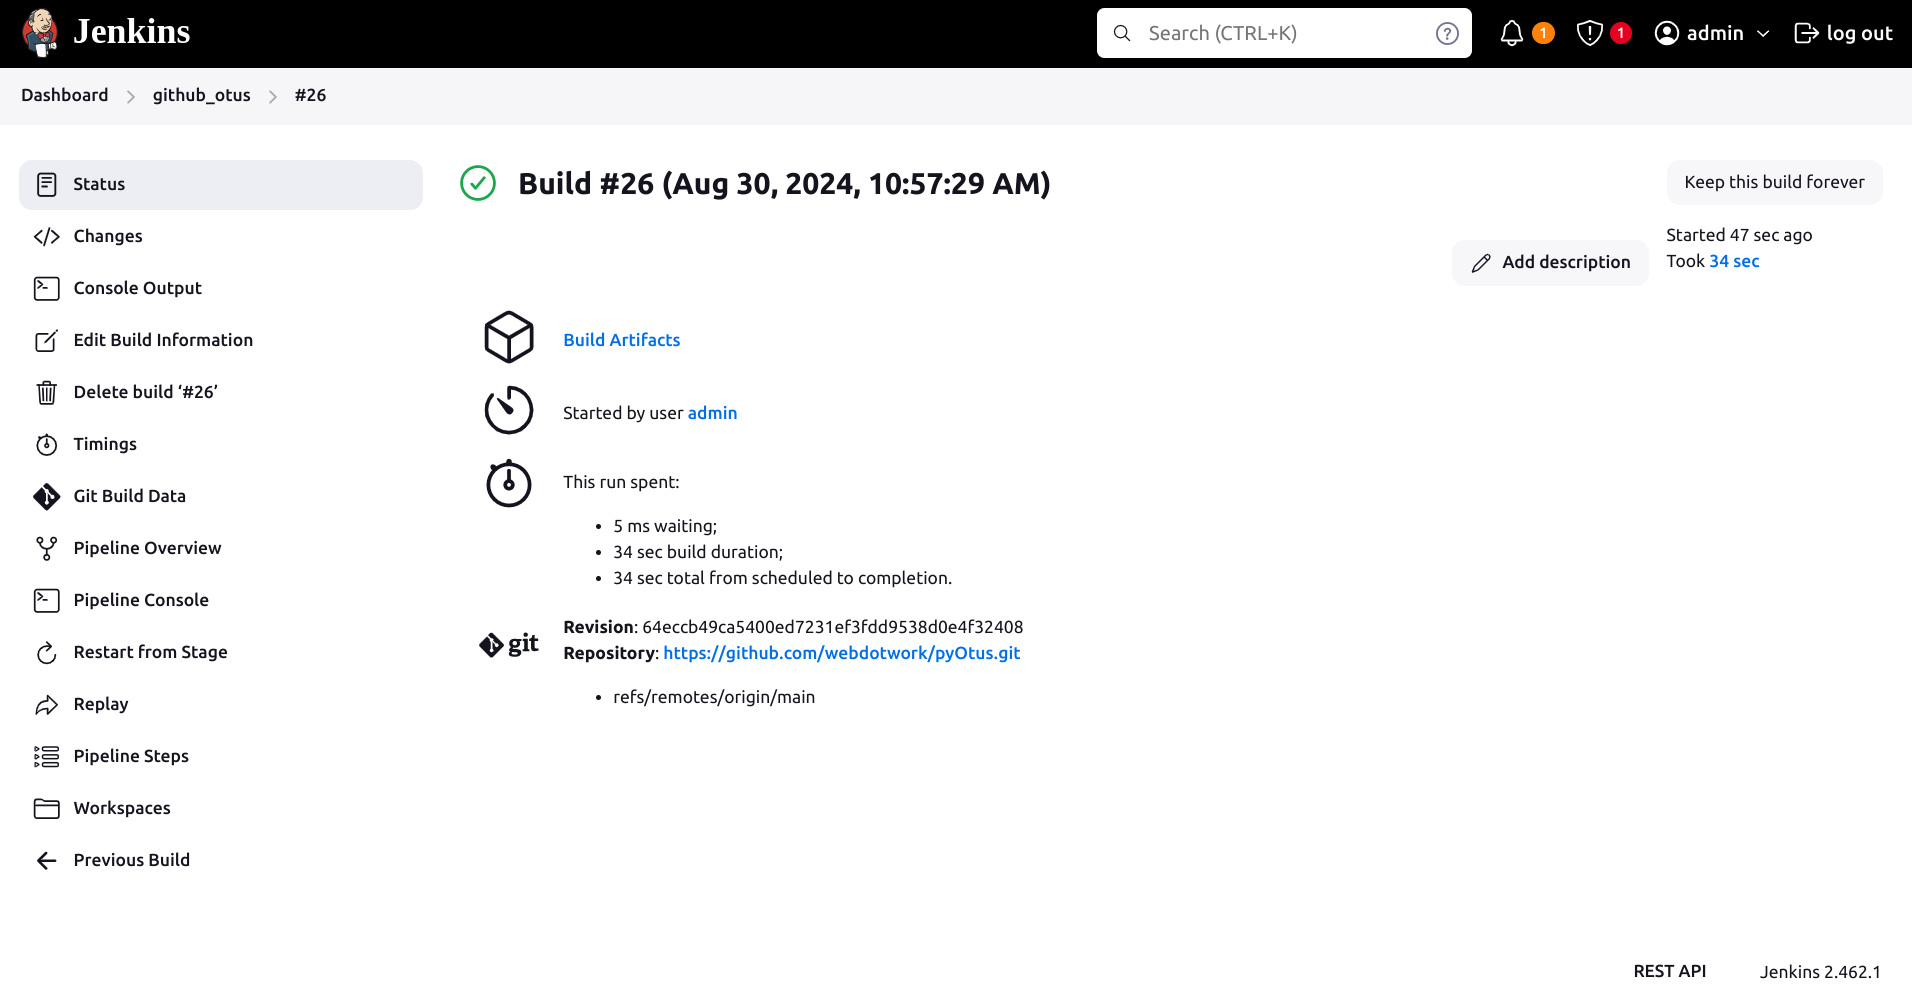 Jenkins
Search (CTRL+K)
?
1
1
admin
log out
Dashboard
github_otus
#26
Status
Changes
Console Output
Edit Build Information
Delete build ‘#26’
Timings
Git Build Data
Pipeline Overview
Pipeline Console
Restart from Stage
Replay
Pipeline Steps
Workspaces
Previous Build
Build #26 (Aug 30, 2024, 10:57:29 AM)
Keep this build forever
Add description
Started 47 sec ago
Took 34 sec
Build Artifacts
Started by user admin
This run spent:
• 5 ms waiting;
• 34 sec build duration;
• 34 sec total from scheduled to completion.
git
Revision: 64eccb49ca5400ed7231ef3fdd9538d0e4f32408
Repository: https://github.com/webdotwork/pyOtus.git
• refs/remotes/origin/main
REST API
Jenkins 2.462.1